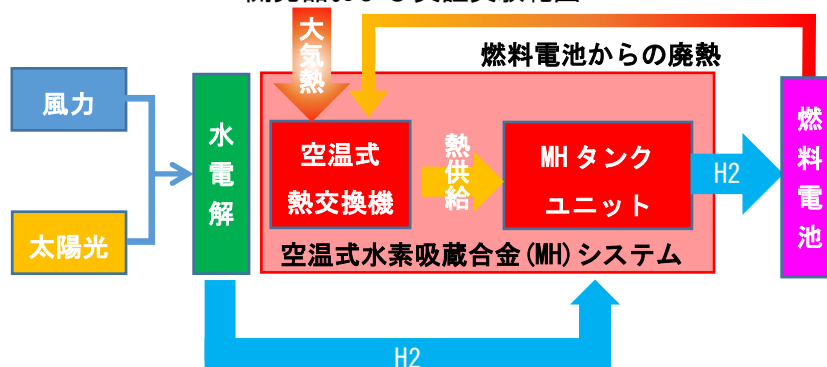 大気熱
燃料電池からの廃熱
風力
太陽光
水電解
空温式
熱交換機
熱供給
MHタンク
ユニット
H2
燃料電池
空温式水素吸蔵合金(MH)システム
H2